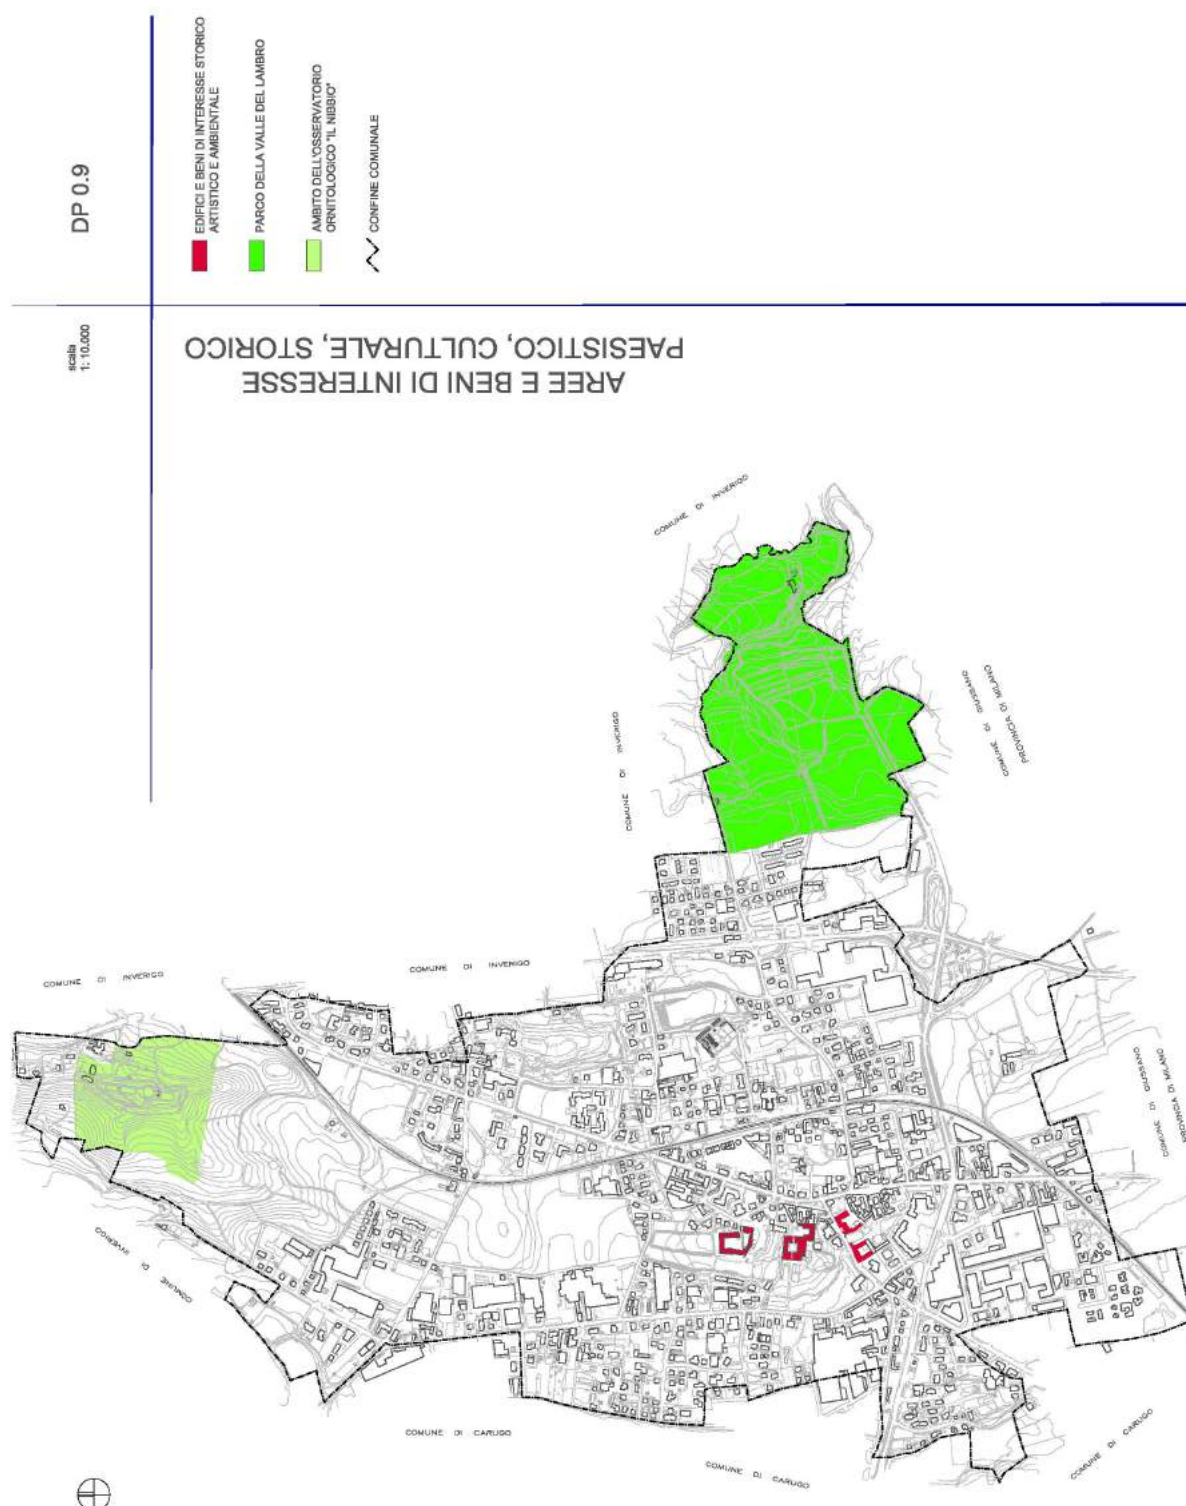 DP 0.9
EDIFICI E BENI DI INTERESSE STORICO
ARTISTICO E AMBIENTALE
PARCO DELLA VALLE DEL LAMBRO
AMBITO DELL'OSSERVATORIO
ORNITOLOGICO "IL NIBBIO"
CONFINE COMUNALE
scala
1: 10.000
AREE E BENI DI INTERESSE
PAESISTICO, CULTURALE, STORICO
COMUNE DI INVERIGO
COMUNE DI INVERIGO
COMUNE DI GIUSSANO
PROVINCIA DI MILANO
COMUNE DI INVERIGO
COMUNE DI INVERIGO
COMUNE DI INVERIGO
COMUNE DI GIUSSANO
PROVINCIA DI MILANO
COMUNE DI CARUGO
COMUNE DI CARUGO
COMUNE DI CARUGO